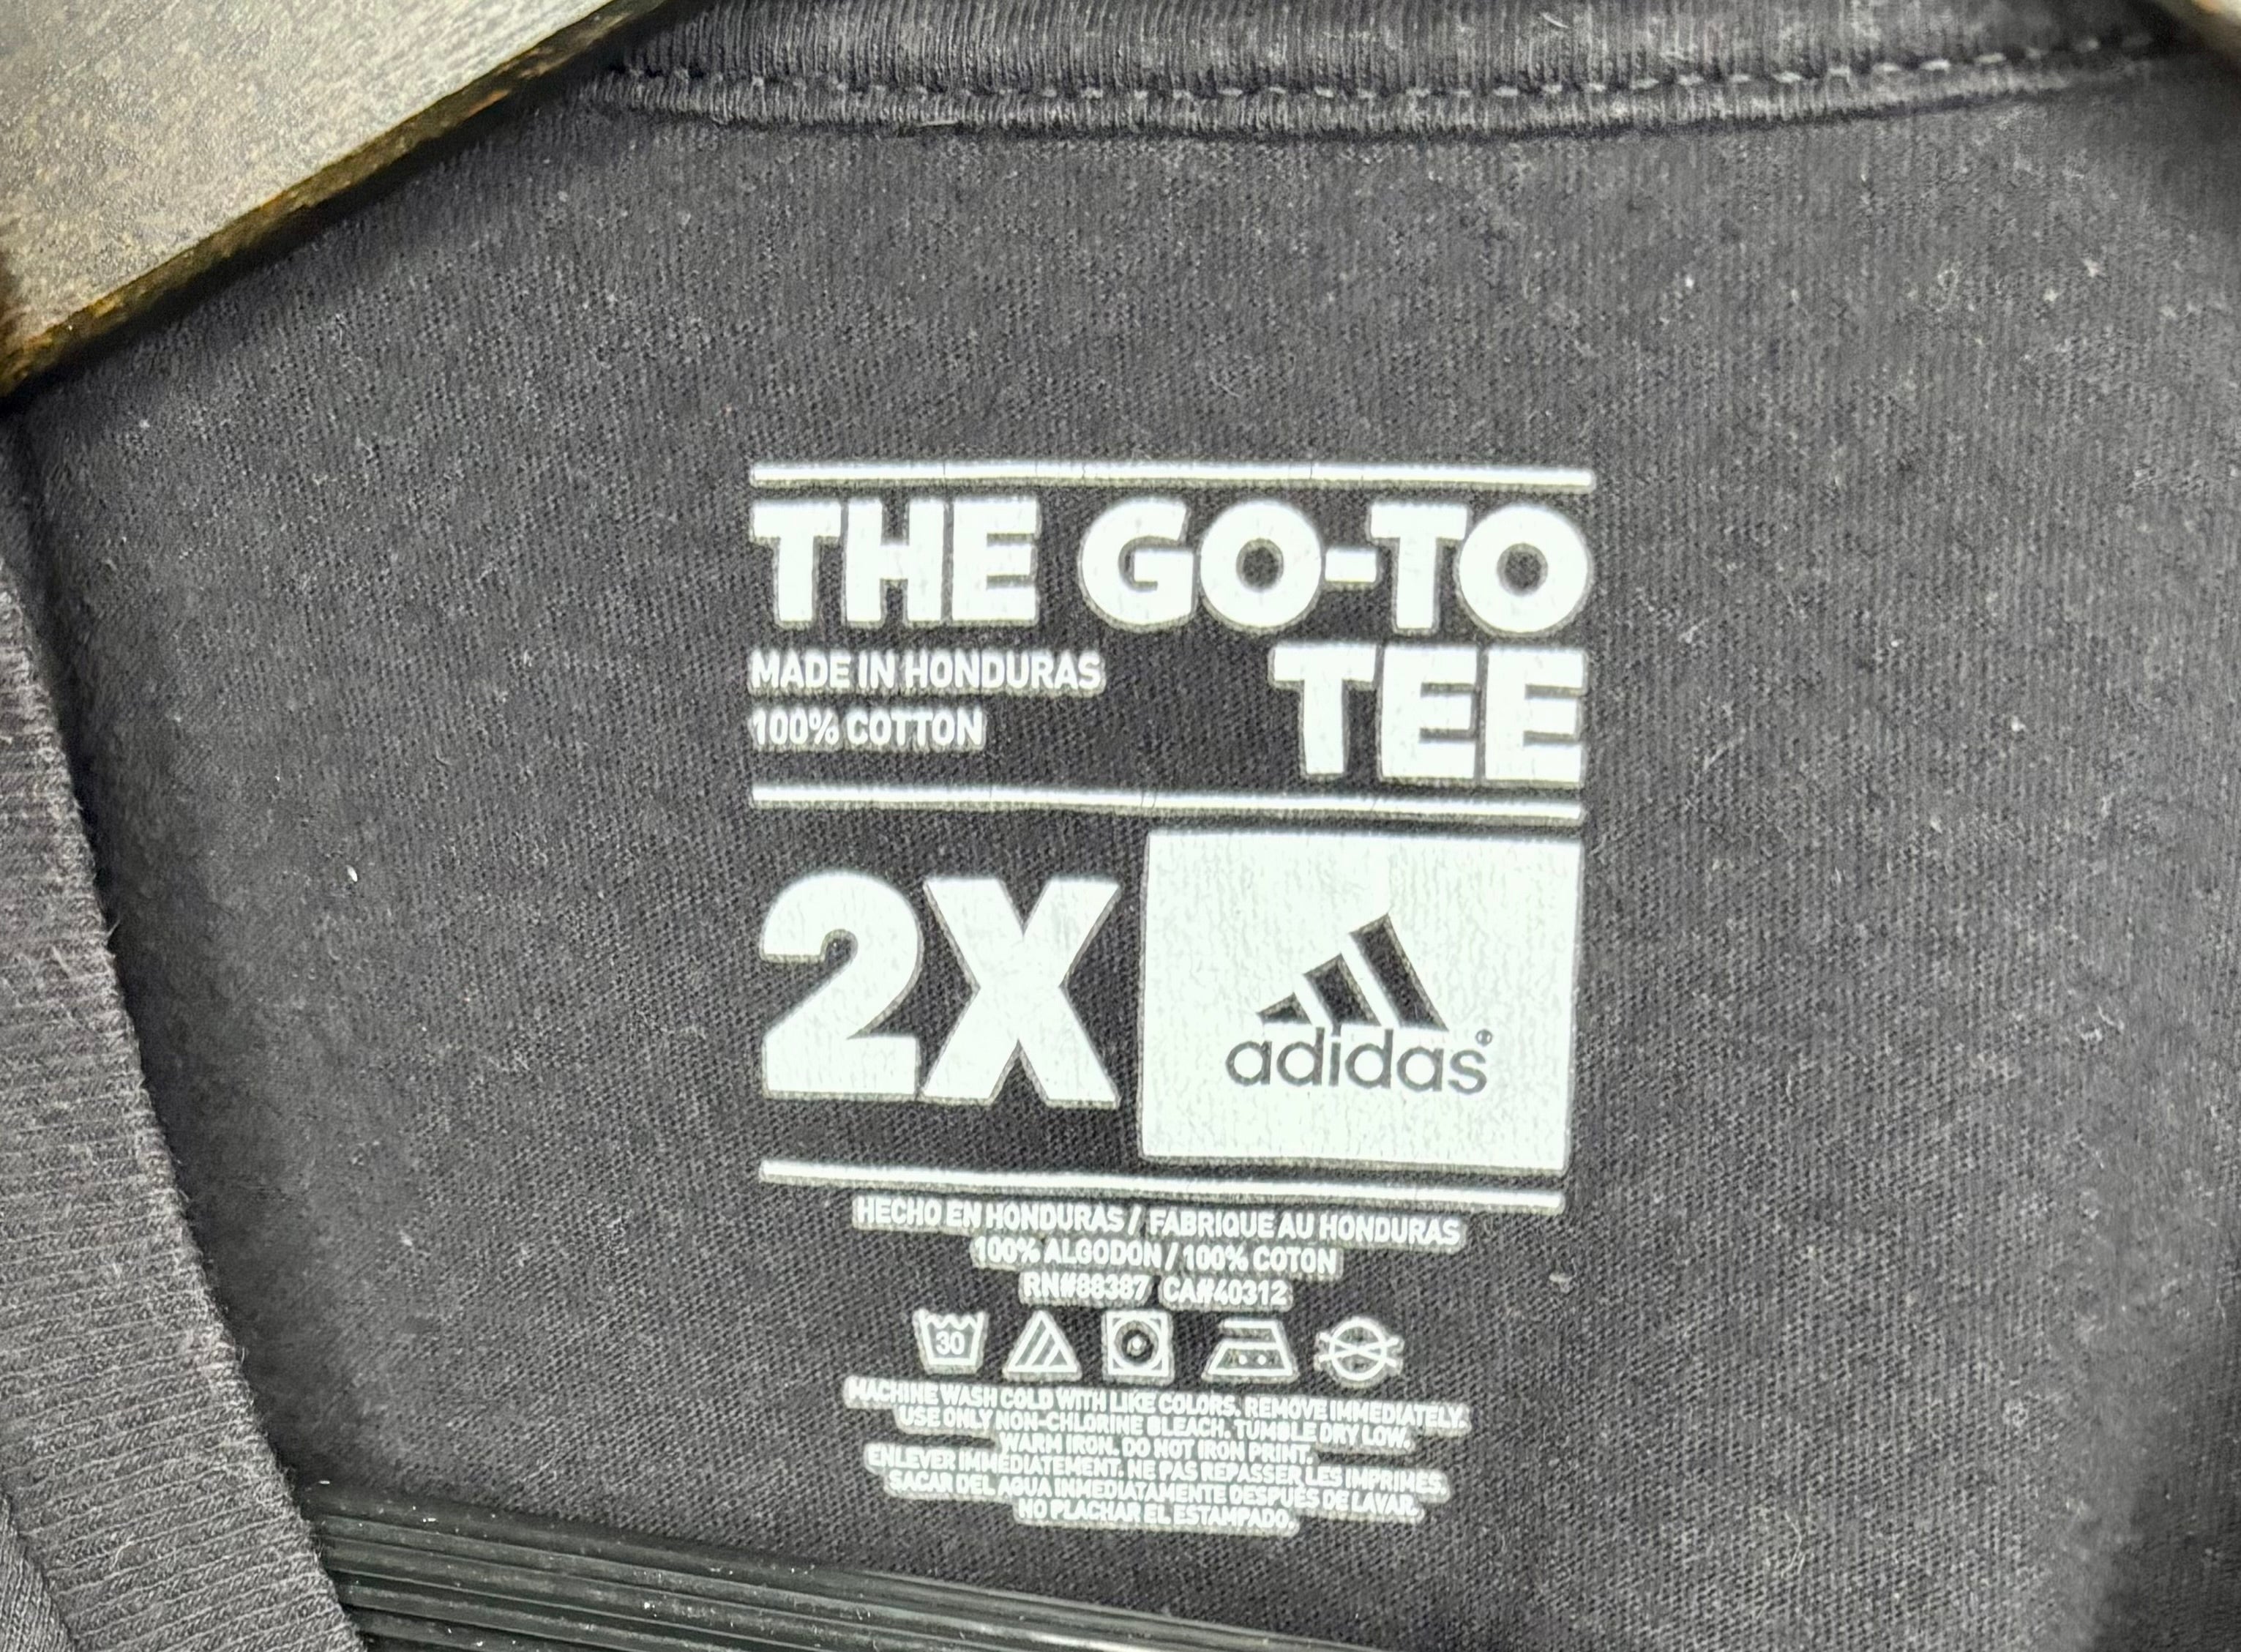 THE GO-TO
TEE
MADE IN HONDURAS
100% COTTON
2X
adidas®
HECHO EN HONDURAS / FABRIQUE AU HONDURAS
100% ALGODON / 100% COTON
RN#88387 CA#40312
30
MACHINE WASH COLD WITH LIKE COLORS. REMOVE IMMEDIATELY.
USE ONLY NON-CHLORINE BLEACH. TUMBLE DRY LOW.
WARM IRON. DO NOT IRON PRINT.
ENLEVER IMMÉDIATEMENT. NE PAS REPASSER LES IMPRIMES.
SACAR DEL AGUA INMEDIATAMENTE DESPUÉS DE LAVAR.
NO PLACHAR EL ESTAMPADO.